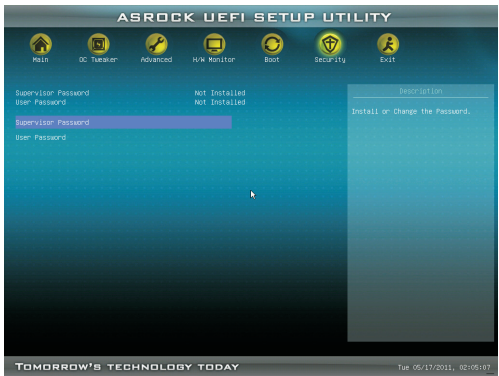 ASROCK UEFI SETUP UTILITY
Main OC Tweaker Advanced H/W Monitor Boot Security Exit
Supervisor Password Not Installed
User Password Not Installed
Supervisor Password
User Password
Description
Install or Change the Password.
TOMORROW'S TECHNOLOGY TODAY
Tue 05/17/2011, 02:05:07